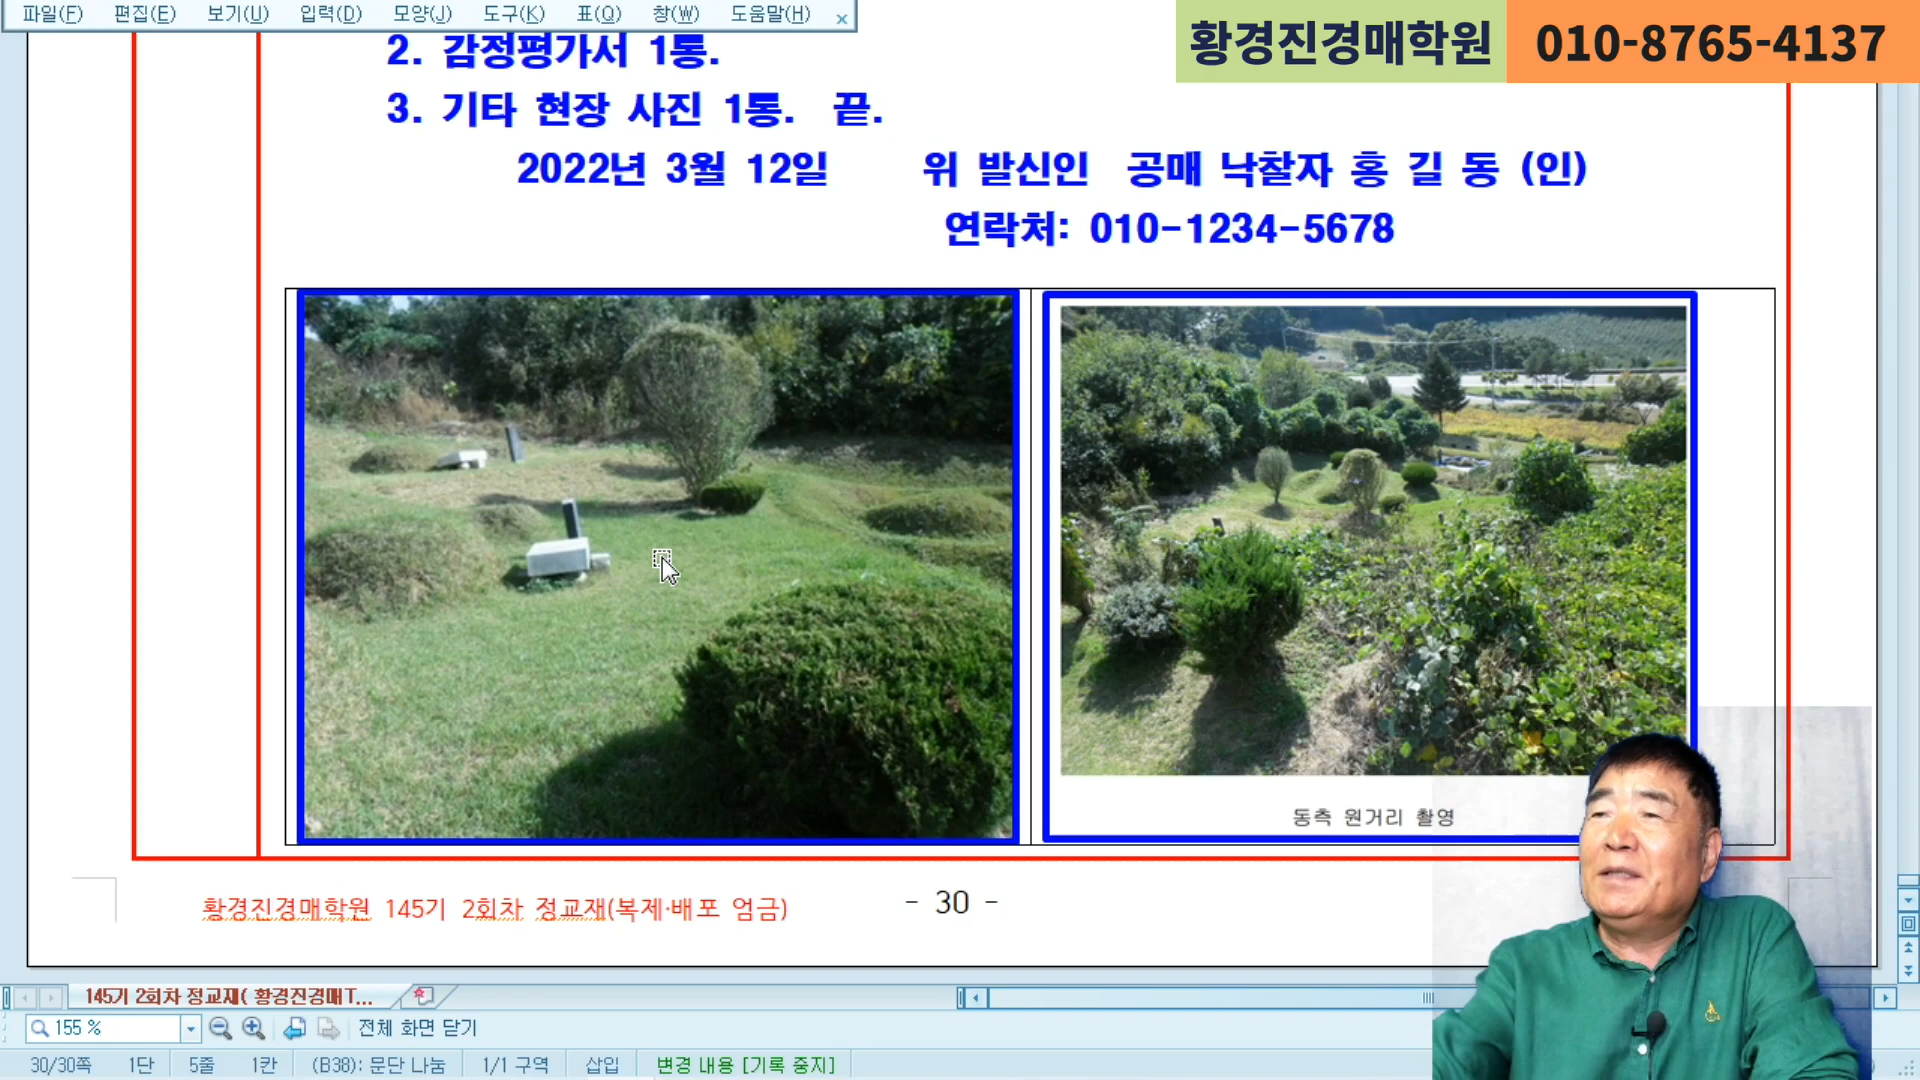 파일(F) 편집(E) 보기(U) 입력(D) 모양(J) 도구(K) 표(Q) 창(W) 도움말(H)
황경진경매학원 010-8765-4137
2. 감정평가서 1통.
3. 기타 현장 사진 1통. 끝.
2022년 3월 12일 위 발신인 공매 낙찰자 홍 길 동 (인)
연락처: 010-1234-5678
동측 원거리 촬영
황경진경매학원 145기 2회차 정교재(복제·배포 엄금)
- 30 -
145기 2회차 정교재( 황경진경매T...
155 % 전체 화면 닫기
30/30쪽 1단 5줄 1칸 (B38): 문단 나눔 1/1 구역 삽입 변경 내용 [기록 중지]